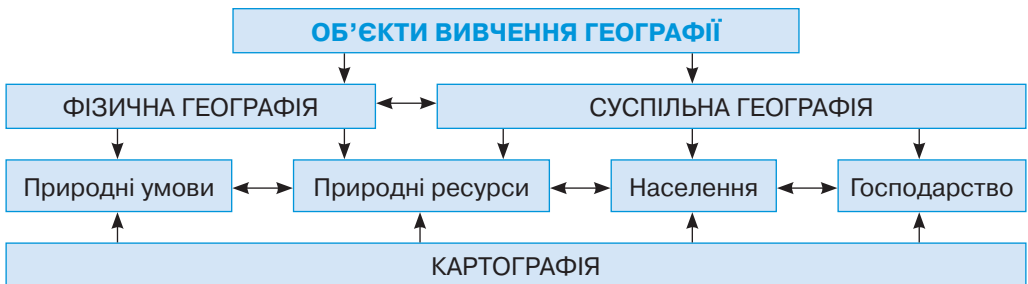 ОБ’ЄКТИ ВИВЧЕННЯ ГЕОГРАФІЇ
ФІЗИЧНА ГЕОГРАФІЯ
СУСПІЛЬНА ГЕОГРАФІЯ
Природні умови
Природні ресурси
Населення
Господарство
КАРТОГРАФІЯ